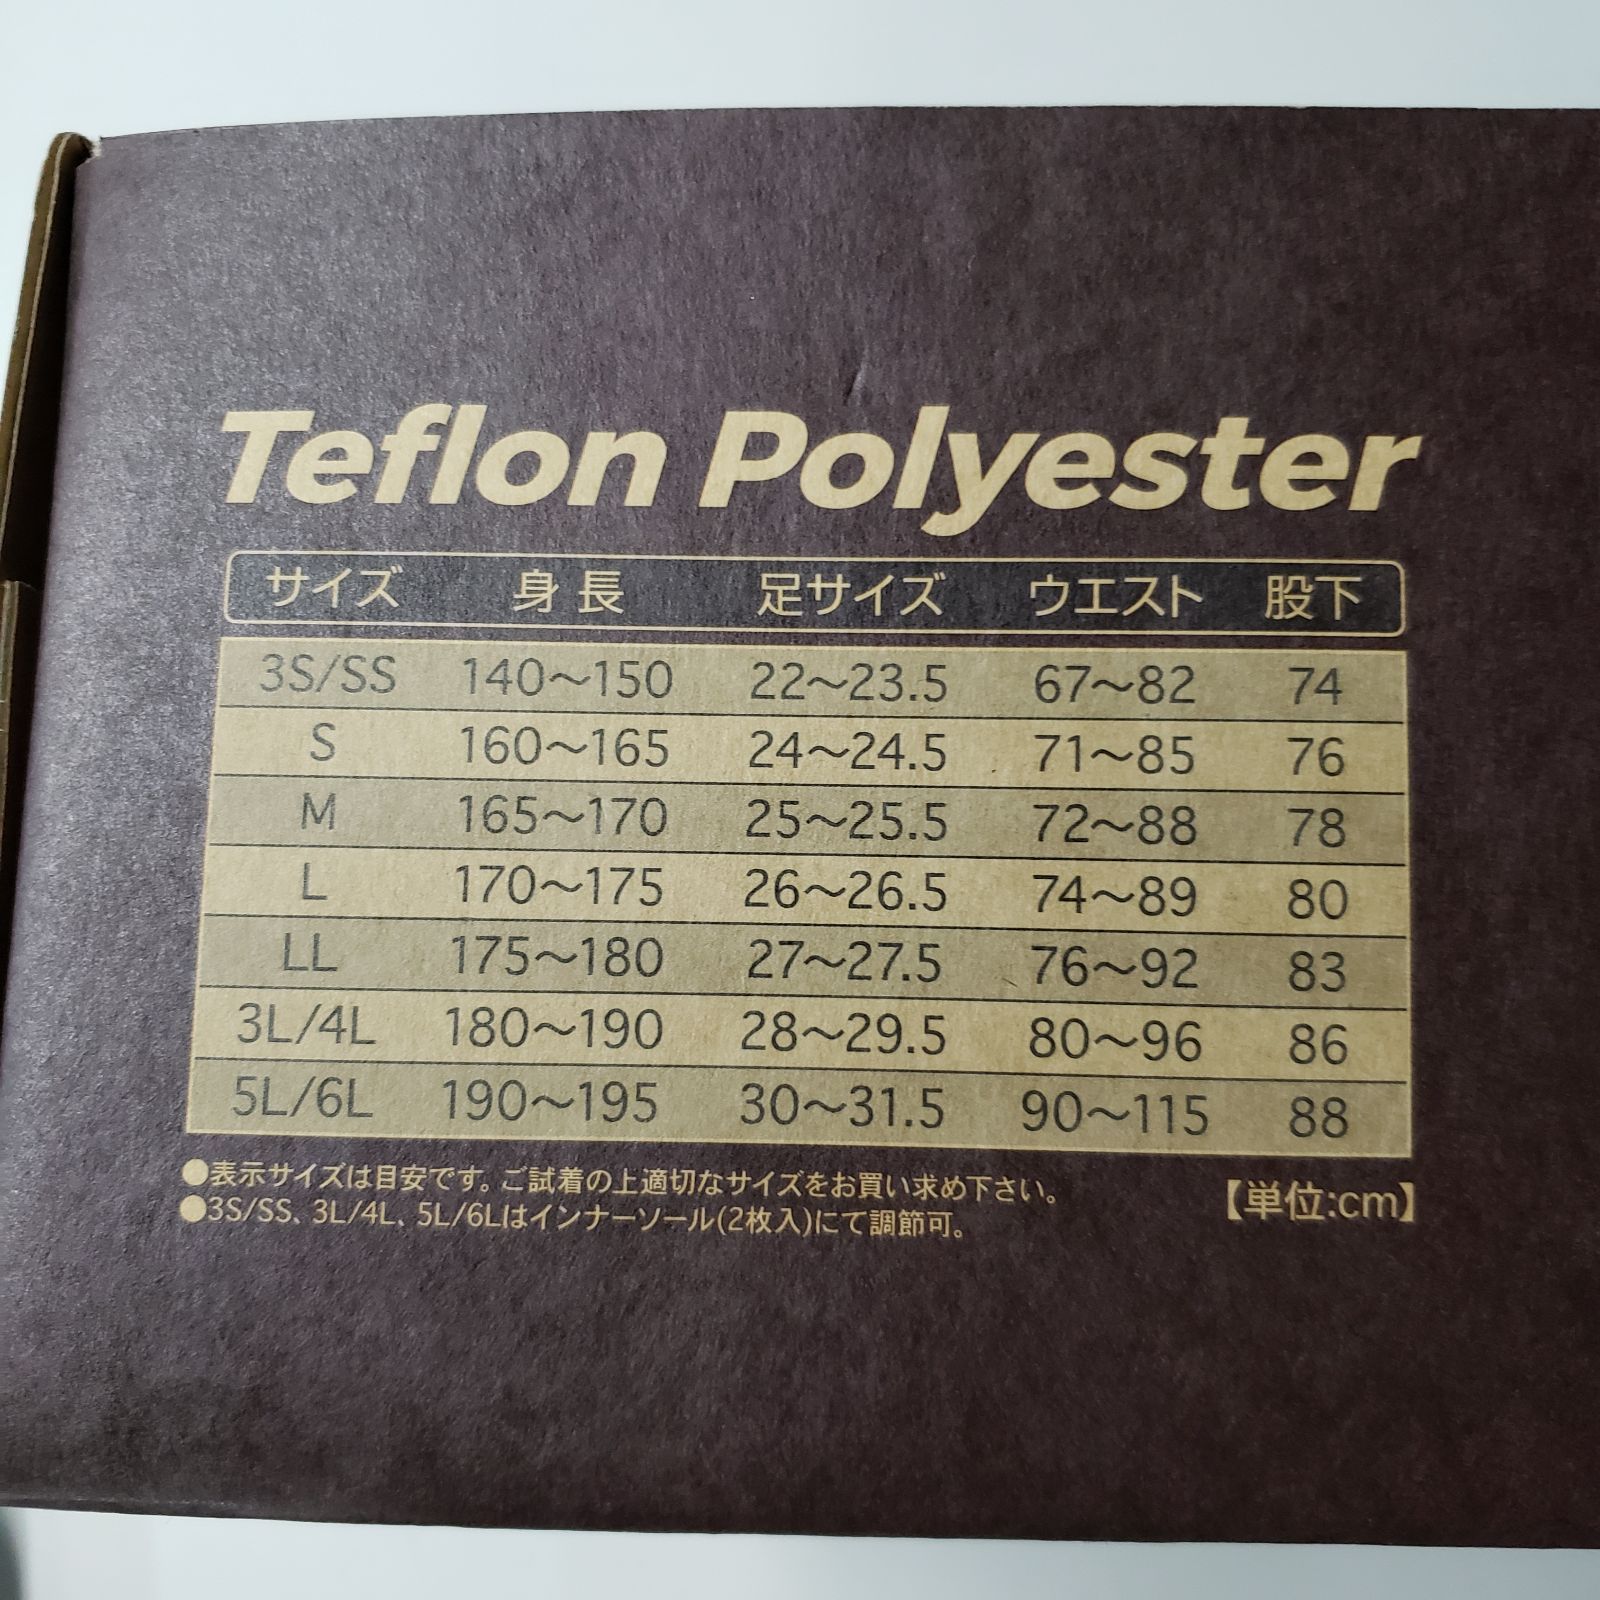 Teflon Polyester
サイズ 身長 足サイズ ウエスト 股下
3S/SS 140〜150 22〜23.5 67〜82 74
S 160〜165 24〜24.5 71〜85 76
M 165〜170 25〜25.5 72〜88 78
L 170〜175 26〜26.5 74〜89 80
LL 175〜180 27〜27.5 76〜92 83
3L/4L 180〜190 28〜29.5 80〜96 86
5L/6L 190〜195 30〜31.5 90〜115 88
●表示サイズは目安です。ご試着の上適切なサイズをお買い求め下さい。
●3S/SS、3L/4L、5L/6Lはインナーソール(2枚入)にて調節可。
【単位:cm】